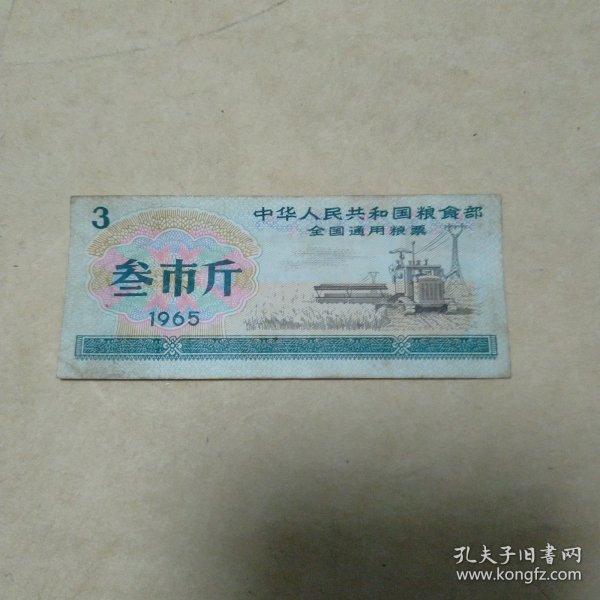 3
中华人民共和国粮食部
全国通用粮票
叁市斤
1965
孔夫子旧书网
www.kongfz.com